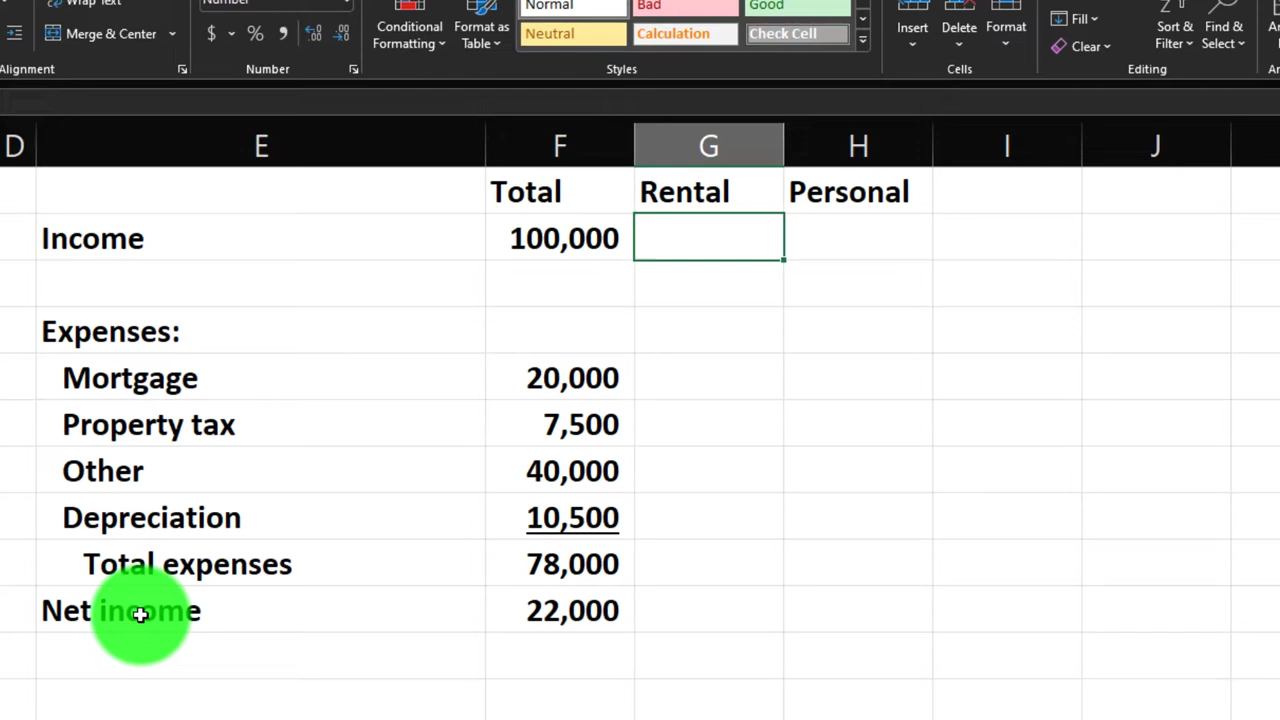 Wrap Text Number Normal Bad Good
Merge & Center $ % Conditional Formatting Format as Table Neutral Calculation Check Cell Insert Delete Format Fill Clear Sort & Filter Find & Select
Alignment Number Styles Cells Editing
D E F G H I J
Total Rental Personal
Income 100,000
Expenses:
Mortgage 20,000
Property tax 7,500
Other 40,000
Depreciation 10,500
Total expenses 78,000
Net income 22,000